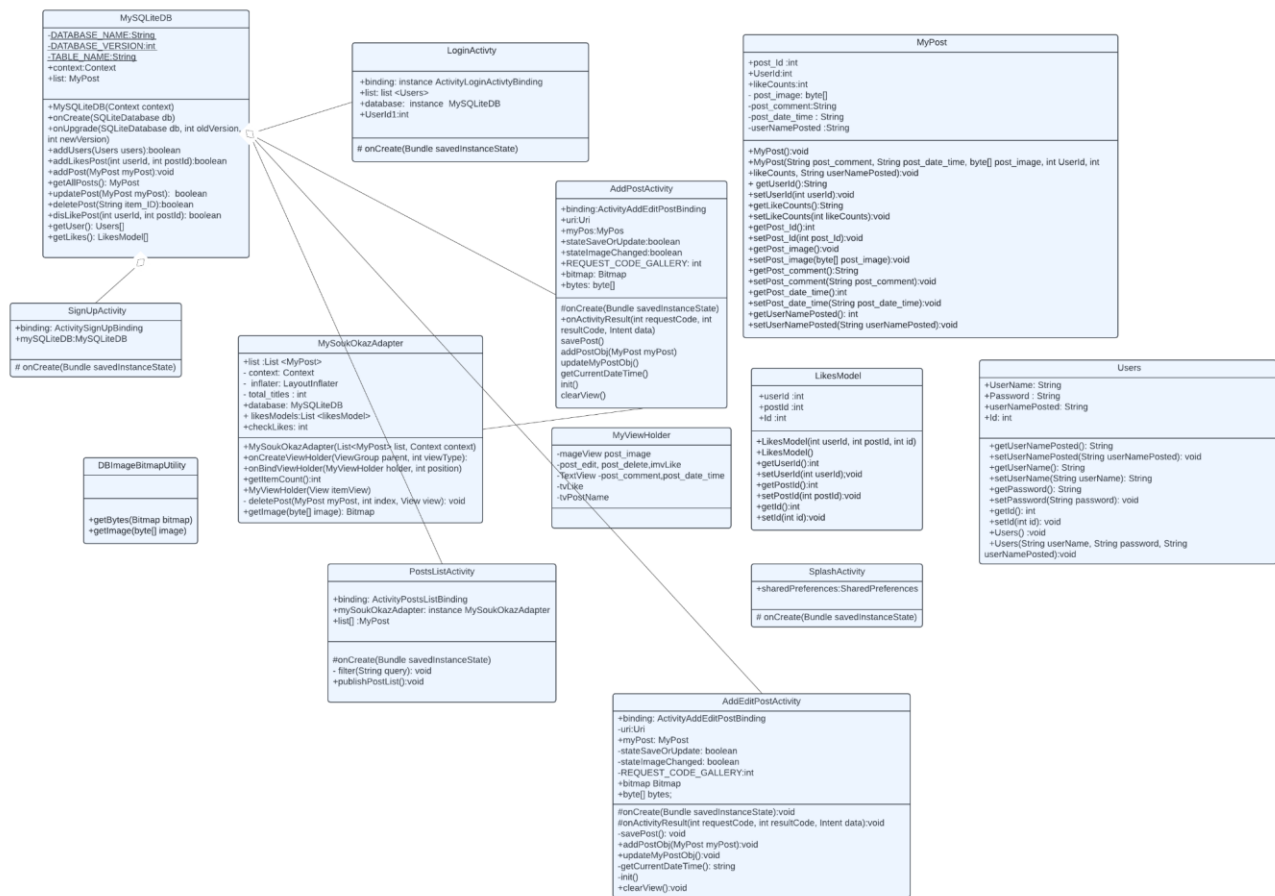 MySQLiteDB
-DATABASE_NAME:String
-DATABASE_VERSION:int
-TABLE_NAME:String
+context:Context
+list: MyPost
+MySQLiteDB(Context context)
+onCreate(SQLiteDatabase db)
+onUpgrade(SQLiteDatabase db, int oldVersion,
int newVersion)
+addUsers(Users users):boolean
+addLikesPost(int userId, int postId):boolean
+addPost(MyPost myPost):void
+getAllPosts(): MyPost
+updatePost(MyPost myPost): boolean
+deletePost(String item_ID):boolean
+disLikePost(int userId, int postId): boolean
+getUser(): Users[]
+getLikes(): LikesModel[]
LoginActivty
+binding: instance ActivityLoginActivtyBinding
+list: list <Users>
+database: instance MySQLiteDB
+UserId1:int
# onCreate(Bundle savedInstanceState)
MyPost
+post_Id :int
+UserId:int
+likeCounts:int
- post_image: byte[]
-post_comment:String
-post_date_time : String
-userNamePosted :String
+MyPost():void
+MyPost(String post_comment, String post_date_time, byte[] post_image, int UserId, int
+likeCounts, String userNamePosted):void
+ getUserId():String
+setUserId(int userId):void
+getLikeCounts():String
+setLikeCounts(int likeCounts):void
+getPost_Id():int
+setPost_Id(int post_Id):void
+getPost_image():void
+setPost_image(byte[] post_image):void
+getPost_comment():String
+setPost_comment(String post_comment):void
+getPost_date_time():int
+setPost_date_time(String post_date_time):void
+getUserNamePosted(): int
+setUserNamePosted(String userNamePosted):void
AddPostActivity
+binding:ActivityAddEditPostBinding
+uri:Uri
+myPos:MyPos
+stateSaveOrUpdate:boolean
+stateImageChanged:boolean
+REQUEST_CODE_GALLERY: int
+bitmap: Bitmap
+bytes: byte[]
#onCreate(Bundle savedInstanceState)
+onActivityResult(int requestCode, int
resultCode, Intent data)
savePost()
addPostObj(MyPost myPost)
updateMyPostObj()
getCurrentDateTime()
init()
clearView()
SignUpActivity
+binding: ActivitySignUpBinding
+mySQLiteDB:MySQLiteDB
# onCreate(Bundle savedInstanceState)
MySoukOkazAdapter
+list :List <MyPost>
- context: Context
- inflater: LayoutInflater
- total_titles : int
+database: MySQLiteDB
+ likesModels:List <likesModel>
+checkLikes: int
+MySoukOkazAdapter(List<MyPost> list, Context context)
+onCreateViewHolder(ViewGroup parent, int viewType):
+onBindViewHolder(MyViewHolder holder, int position)
+getItemCount():int
+MyViewHolder(View itemView)
- deletePost(MyPost myPost, int index, View view): void
+getImage(byte[] image): Bitmap
LikesModel
+userId :int
+postId :int
+Id :int
+LikesModel(int userId, int postId, int id)
+LikesModel()
+getUserId():int
+setUserId(int userId);void
+getPostId():int
+setPostId(int postId):void
+getId():int
+setId(int id):void
Users
+UserName: String
+Password : String
+userNamePosted: String
+Id: int
+getUserNamePosted(): String
+setUserNamePosted(String userNamePosted): void
+getUserName(): String
+setUserName(String userName): String
+getPassword(): String
+setPassword(String password): void
+getId(): int
+setId(int id): void
+Users() :void
+Users(String userName, String password, String
userNamePosted):void
MyViewHolder
-mageView post_image
-post_edit, post_delete,imvLike
-TextView -post_comment,post_date_time
-tvLike
-tvPostName
DBImageBitmapUtility
+getBytes(Bitmap bitmap)
+getImage(byte[] image)
PostsListActivity
+binding: ActivityPostsListBinding
+mySoukOkazAdapter: instance MySoukOkazAdapter
+list[] :MyPost
#onCreate(Bundle savedInstanceState)
- filter(String query): void
+publishPostList():void
SplashActivity
+sharedPreferences:SharedPreferences
# onCreate(Bundle savedInstanceState)
AddEditPostActivity
+binding: ActivityAddEditPostBinding
-uri:Uri
+myPost: MyPost
-stateSaveOrUpdate: boolean
-stateImageChanged: boolean
-REQUEST_CODE_GALLERY:int
+bitmap Bitmap
+byte[] bytes;
#onCreate(Bundle savedInstanceState):void
#onActivityResult(int requestCode, int resultCode, Intent data):void
-savePost(): void
+addPostObj(MyPost myPost):void
+updateMyPostObj():void
-getCurrentDateTime(): string
-init()
+clearView():void